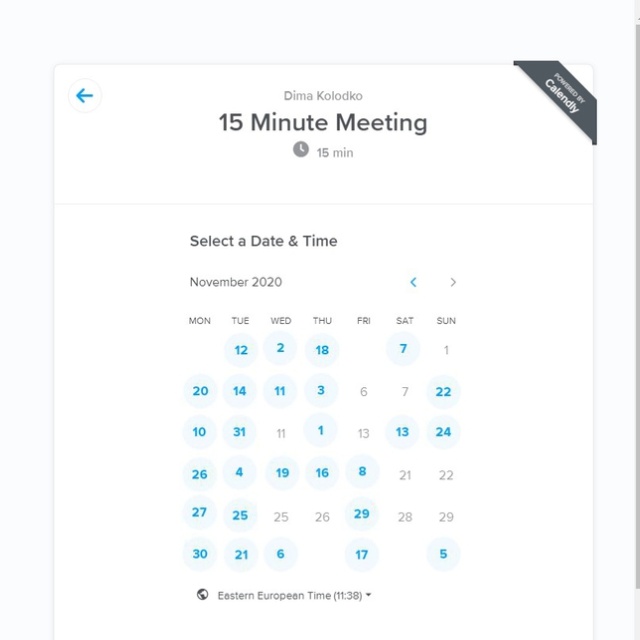 POWERED BY
Calendly
Dima Kolodko
15 Minute Meeting
15 min
Select a Date & Time
November 2020
MON TUE WED THU FRI SAT SUN
12 2 18 7 1
20 14 11 3 6 7 22
10 31 11 1 13 13 24
26 4 19 16 8 21 22
27 25 25 26 29 28 29
30 21 6 17 5
Eastern European Time (11:38)